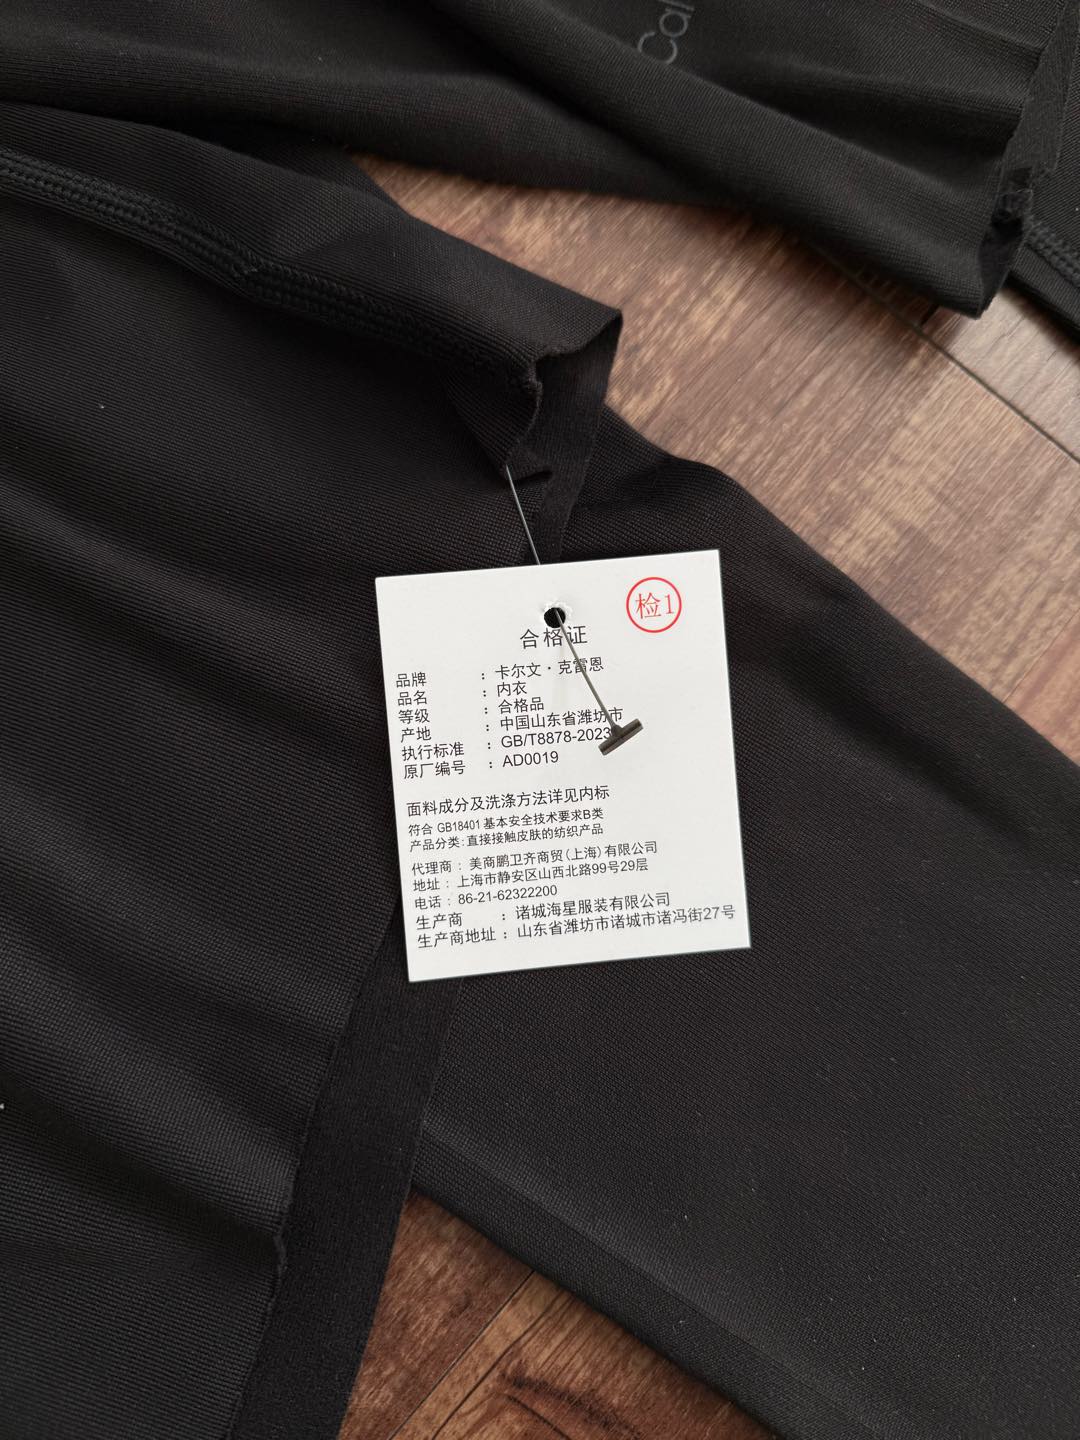 Cal
检1
合格证
品牌 : 卡尔文·克雷恩
品名 : 内衣
等级 : 合格品
产地 : 中国山东省潍坊市
执行标准 : GB/T8878-2023
原厂编号 : AD0019
面料成分及洗涤方法详见内标
符合 GB18401 基本安全技术要求B类
产品分类:直接接触皮肤的纺织产品
代理商 : 美商鹏卫齐商贸(上海)有限公司
地址 : 上海市静安区山西北路99号29层
电话 : 86-21-62322200
生产商 : 诸城海星服装有限公司
生产商地址 : 山东省潍坊市诸城市诸冯街27号